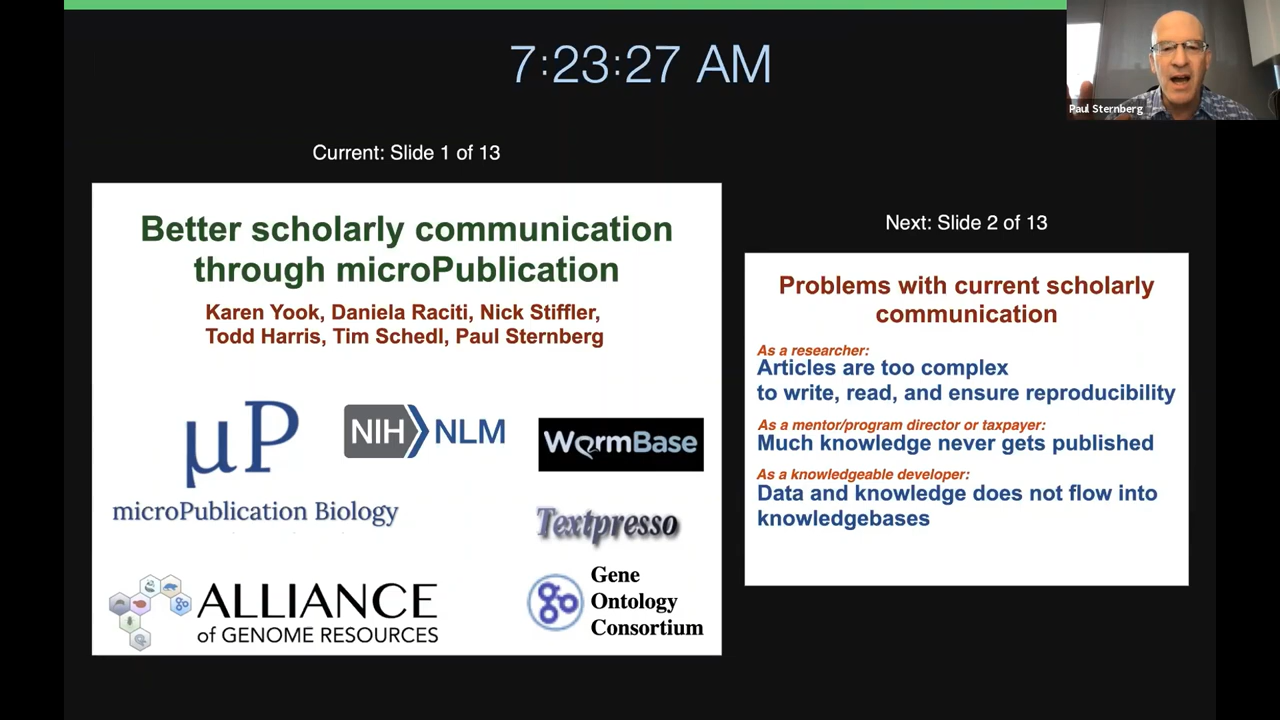 7:23:27 AM
Paul Sternberg
Current: Slide 1 of 13
Better scholarly communication
through microPublication
Karen Yook, Daniela Raciti, Nick Stiffler,
Todd Harris, Tim Schedl, Paul Sternberg
µP
microPublication Biology
NIH NLM
WormBase
Textpresso
ALLIANCE
of GENOME RESOURCES
Gene
Ontology
Consortium
Next: Slide 2 of 13
Problems with current scholarly
communication
As a researcher:
Articles are too complex
to write, read, and ensure reproducibility
As a mentor/program director or taxpayer:
Much knowledge never gets published
As a knowledgeable developer:
Data and knowledge does not flow into
knowledgebases